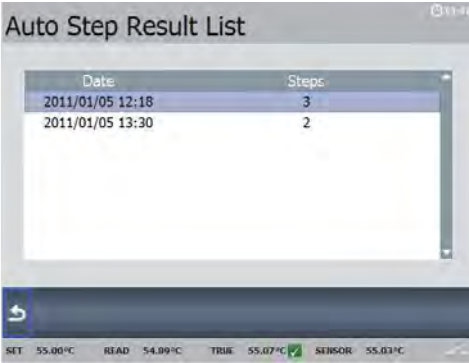 Auto Step Result List
Date Steps
2011/01/05 12:18 3
2011/01/05 13:30 2
SET 55.00°C READ 54.99°C TRUE 55.07°C SENSOR 55.03°C